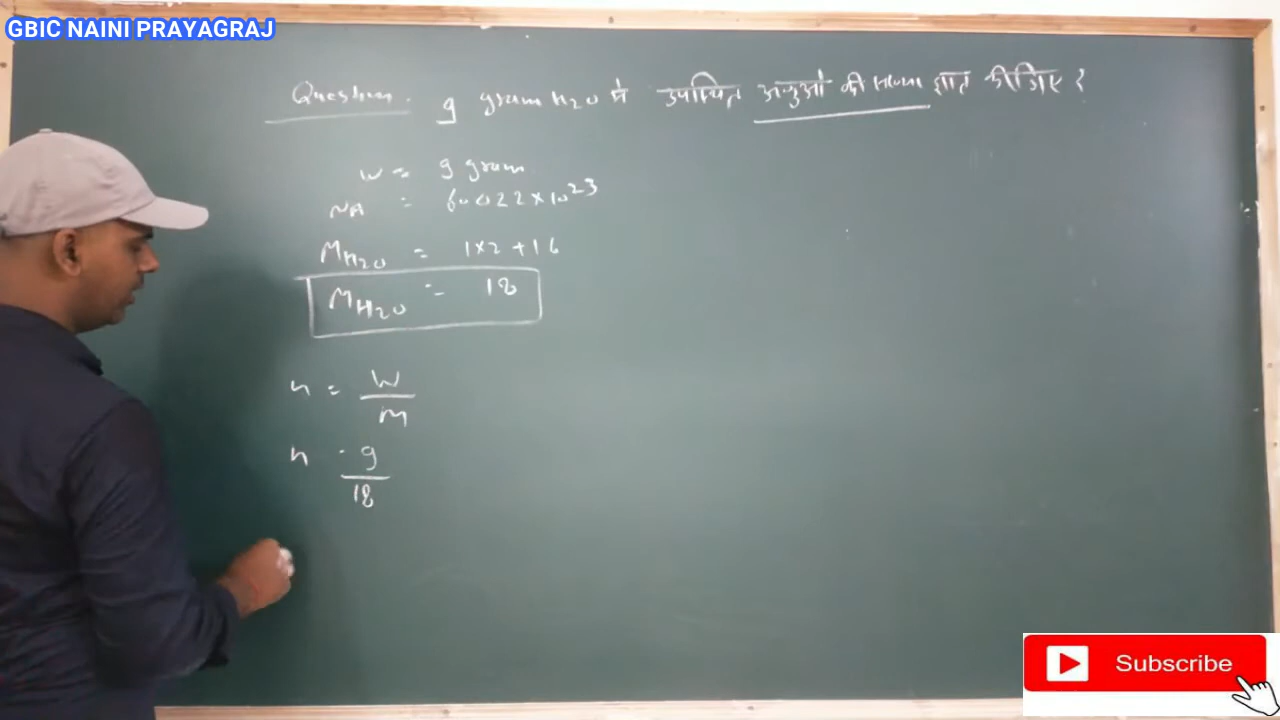 GBIC NAINI PRAYAGRAJ
Question. 9 gram H2O में उपस्थित अणुओं की संख्या ज्ञात कीजिए ?
W = 9 gram
NA = 6.022×10^23
MH2O = 1×2+16
MH2O = 18
n = W/M
n = 9/18
Subscribe